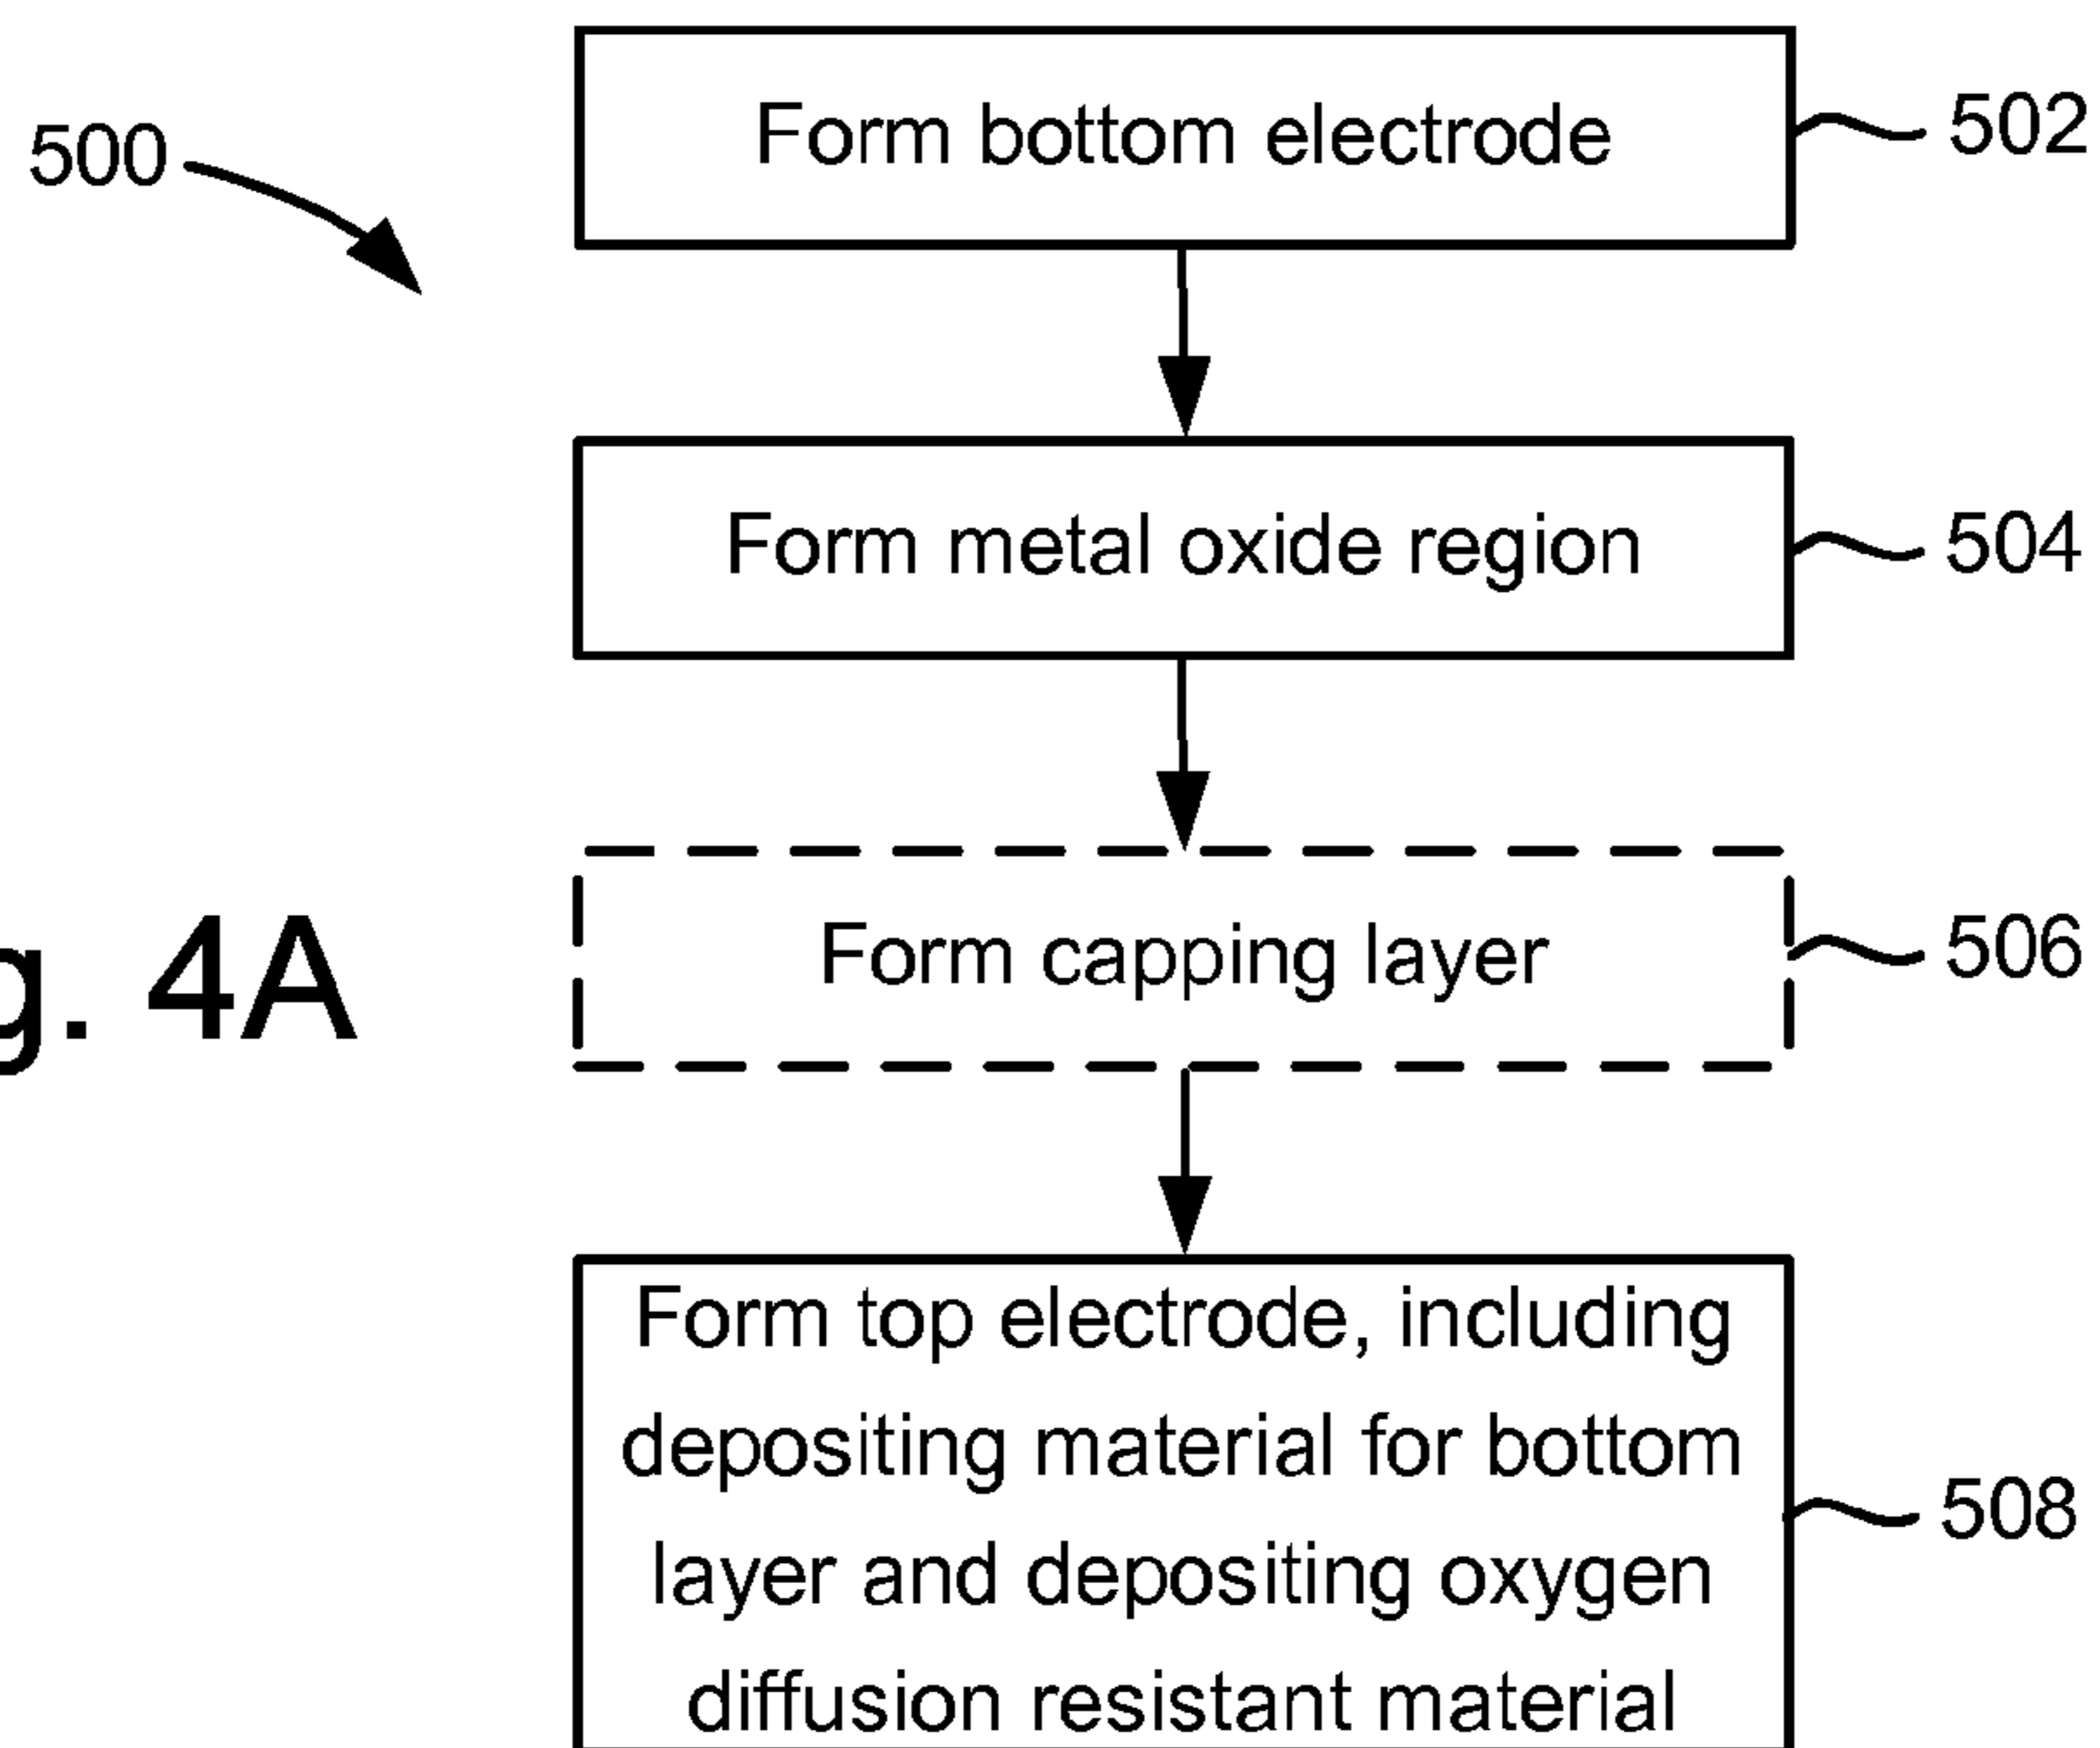 500
Form bottom electrode
502
Form metal oxide region
504
Form capping layer
506
4A
Form top electrode, including
depositing material for bottom
layer and depositing oxygen
diffusion resistant material
508